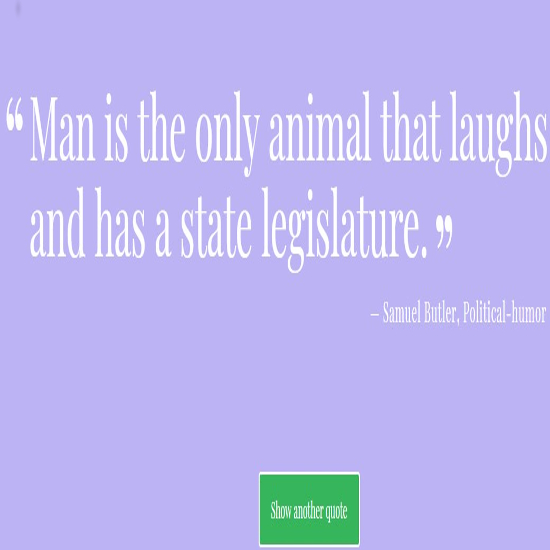 “ Man is the only animal that laughs
and has a state legislature. ”
– Samuel Butler, Political-humor
Show another quote